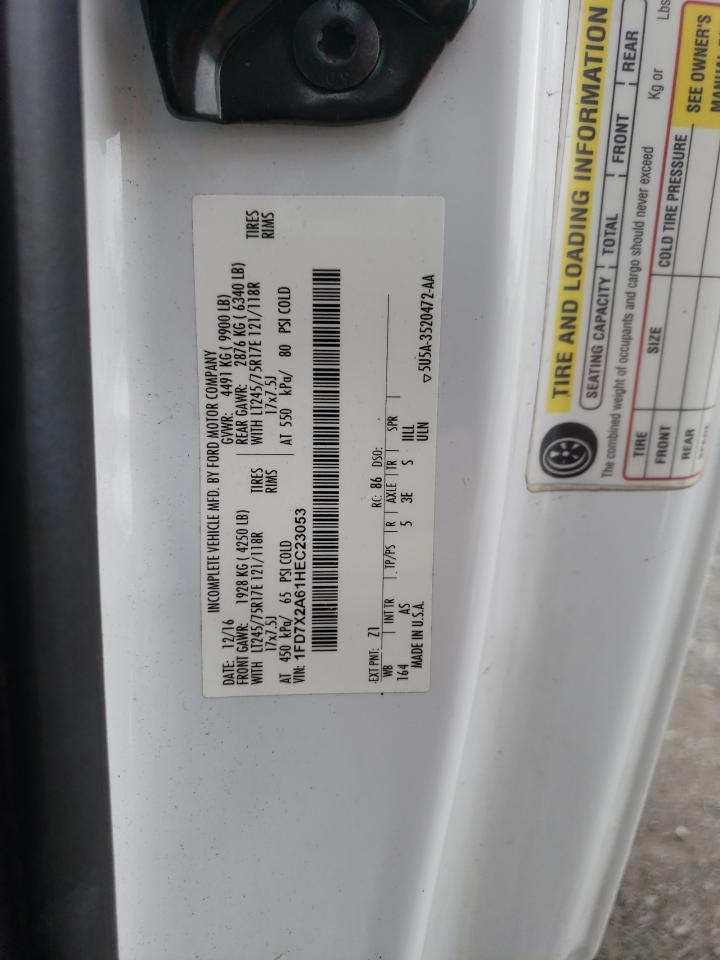 INCOMPLETE VEHICLE MFD. BY FORD MOTOR COMPANY
DATE: 12/16 GVWR: 4491 KG ( 9900 LB)
FRONT GAWR: 1928 KG ( 4250 LB) REAR GAWR: 2876 KG ( 6340 LB)
WITH LT245/75R17E 121/118R TIRES WITH LT245/75R17E 121/118R TIRES
17x7.5J RIMS 17x7.5J RIMS
AT 450 kPa/ 65 PSI COLD AT 550 kPa/ 80 PSI COLD
VIN: 1FD7X2A61HEC23053
EXT PNT: Z1 RC: 86 DSO:
WB INT TR TP/PS R AXLE TR SPR
164 AS 5 3E S
MADE IN U.S.A.
ULN
▽5U5A-3520472-AA
TIRE AND LOADING INFORMATION
SEATING CAPACITY TOTAL FRONT REAR
The combined weight of occupants and cargo should never exceed Kg or Lbs
TIRE SIZE COLD TIRE PRESSURE
FRONT
REAR
SEE OWNER'S
MANUAL